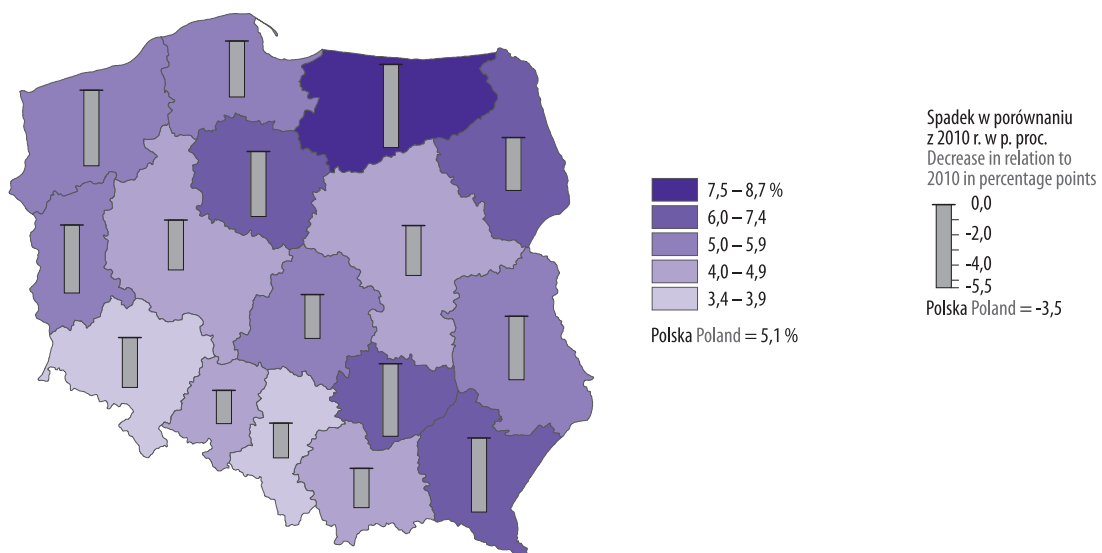 7,5 – 8,7 %
6,0 – 7,4
5,0 – 5,9
4,0 – 4,9
3,4 – 3,9
Polska Poland = 5,1 %
Spadek w porównaniu
z 2010 r. w p. proc.
Decrease in relation to
2010 in percentage points
0,0
-2,0
-4,0
-5,5
Polska Poland = -3,5